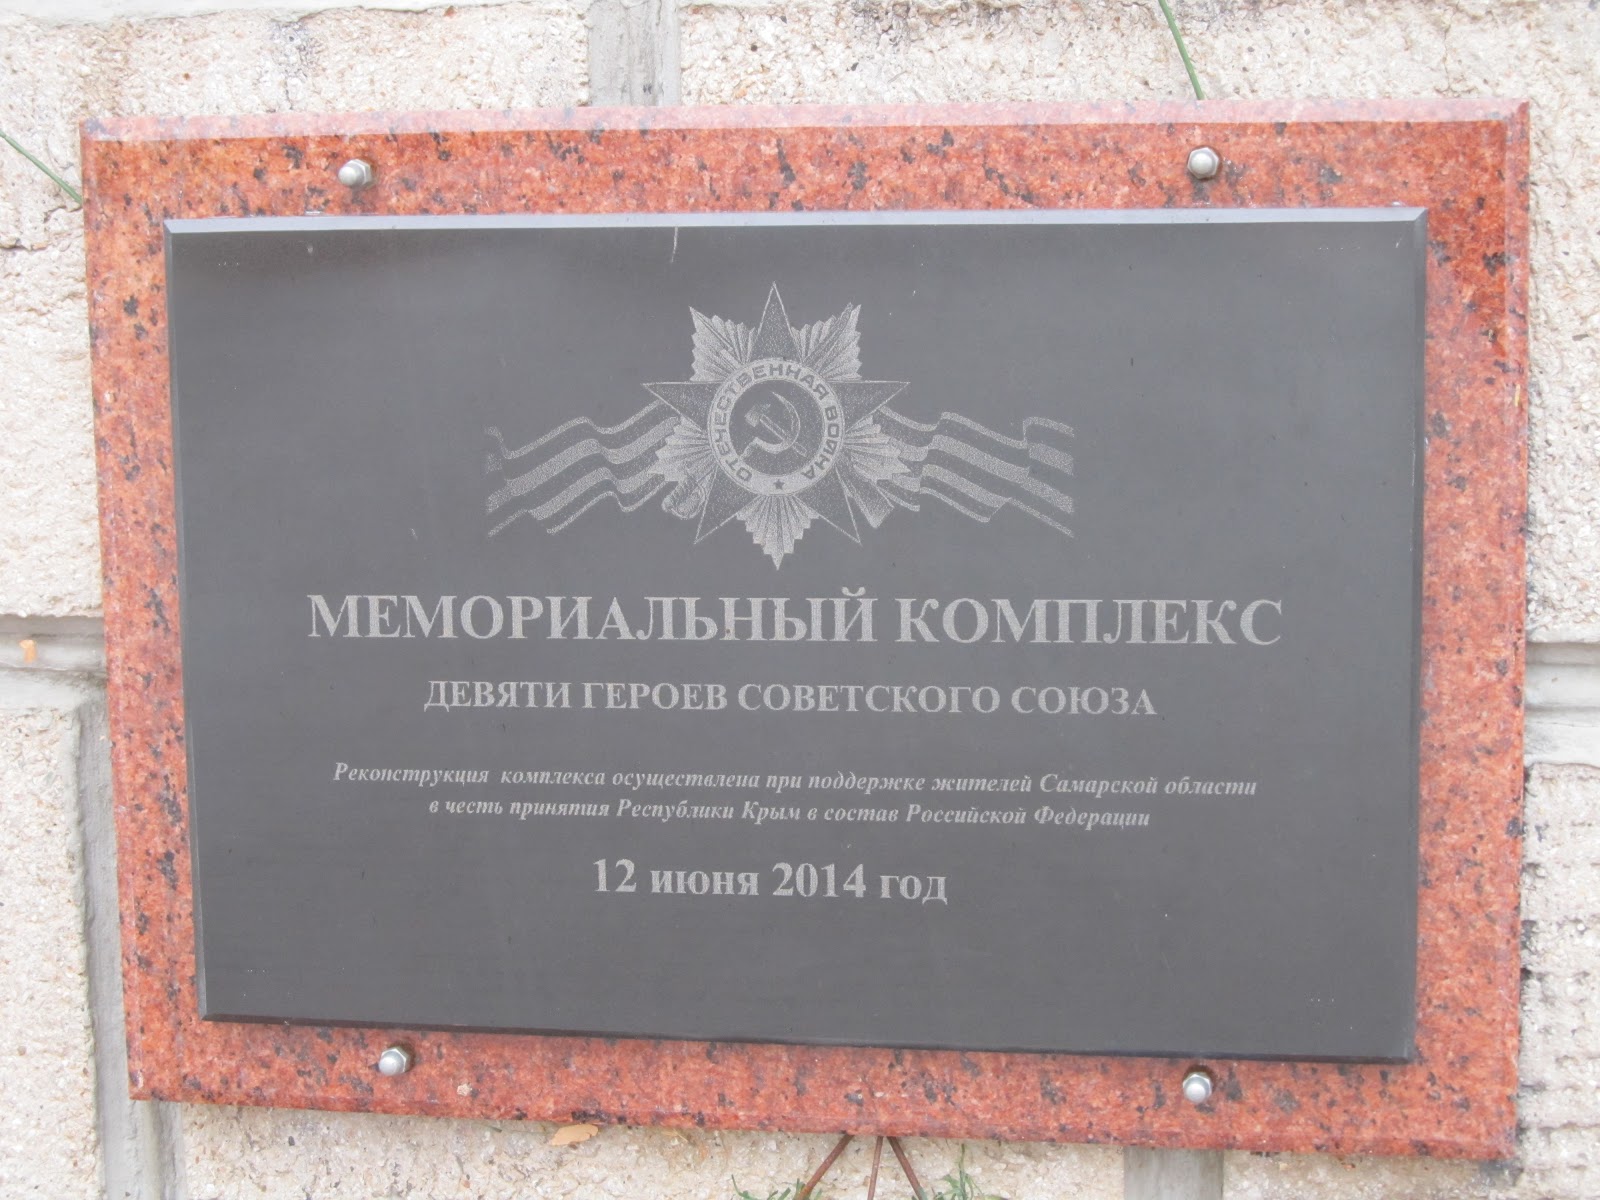 ОТЕЧЕСТВЕННАЯ ВОЙНА
МЕМОРИАЛЬНЫЙ КОМПЛЕКС
ДЕВЯТИ ГЕРОЕВ СОВЕТСКОГО СОЮЗА
Реконструкция комплекса осуществлена при поддержке жителей Самарской области
в честь принятия Республики Крым в состав Российской Федерации
12 июня 2014 год